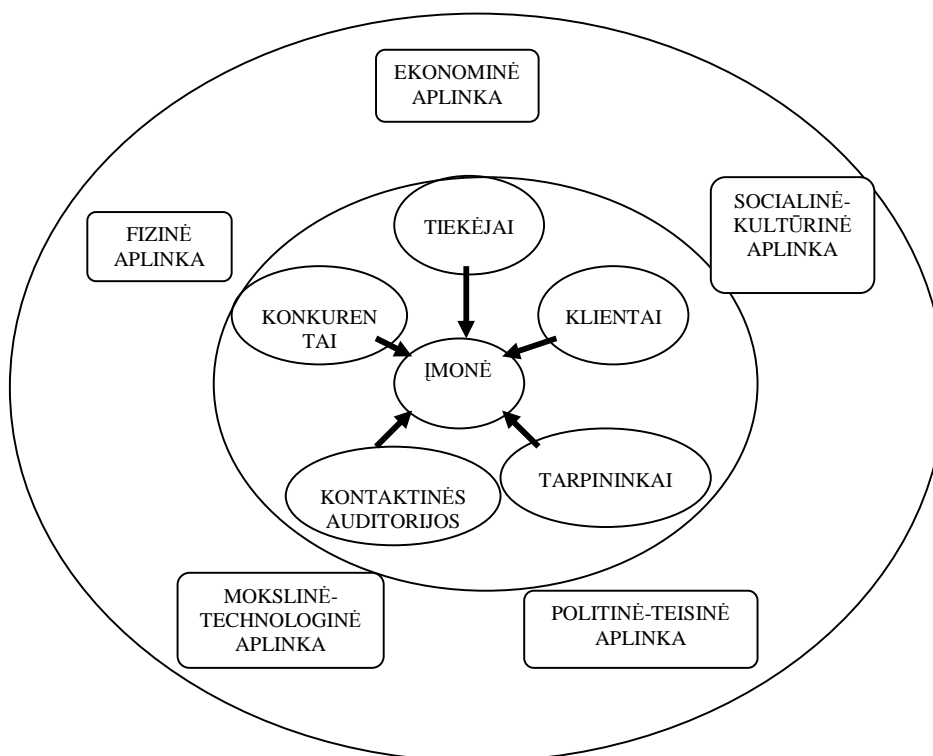 EKONOMINĖ
APLINKA
SOCIALINĖ-
KULTŪRINĖ
APLINKA
FIZINĖ
APLINKA
TIEKĖJAI
KONKUREN
TAI
KLIENTAI
ĮMONĖ
KONTAKTINĖS
AUDITORIJOS
TARPININKAI
MOKSLINĖ-
TECHNOLOGINĖ
APLINKA
POLITINĖ-TEISINĖ
APLINKA